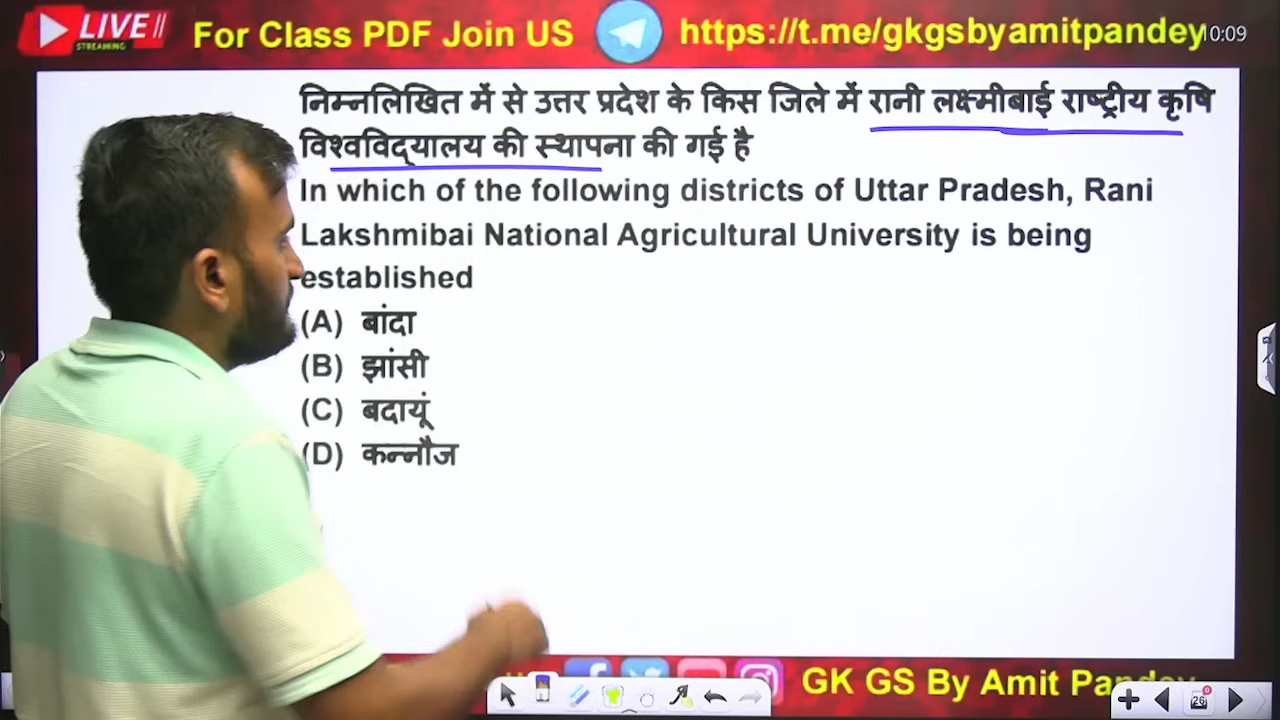 LIVE
STREAMING
For Class PDF Join US
https://t.me/gkgsbyamitpandey
10:09
निम्नलिखित में से उत्तर प्रदेश के किस जिले में रानी लक्ष्मीबाई राष्ट्रीय कृषि
विश्वविद्यालय की स्थापना की गई है
In which of the following districts of Uttar Pradesh, Rani
Lakshmibai National Agricultural University is being
established
(A) बांदा
(B) झांसी
(C) बदायूं
(D) कन्नौज
GK GS By Amit Pandey
26